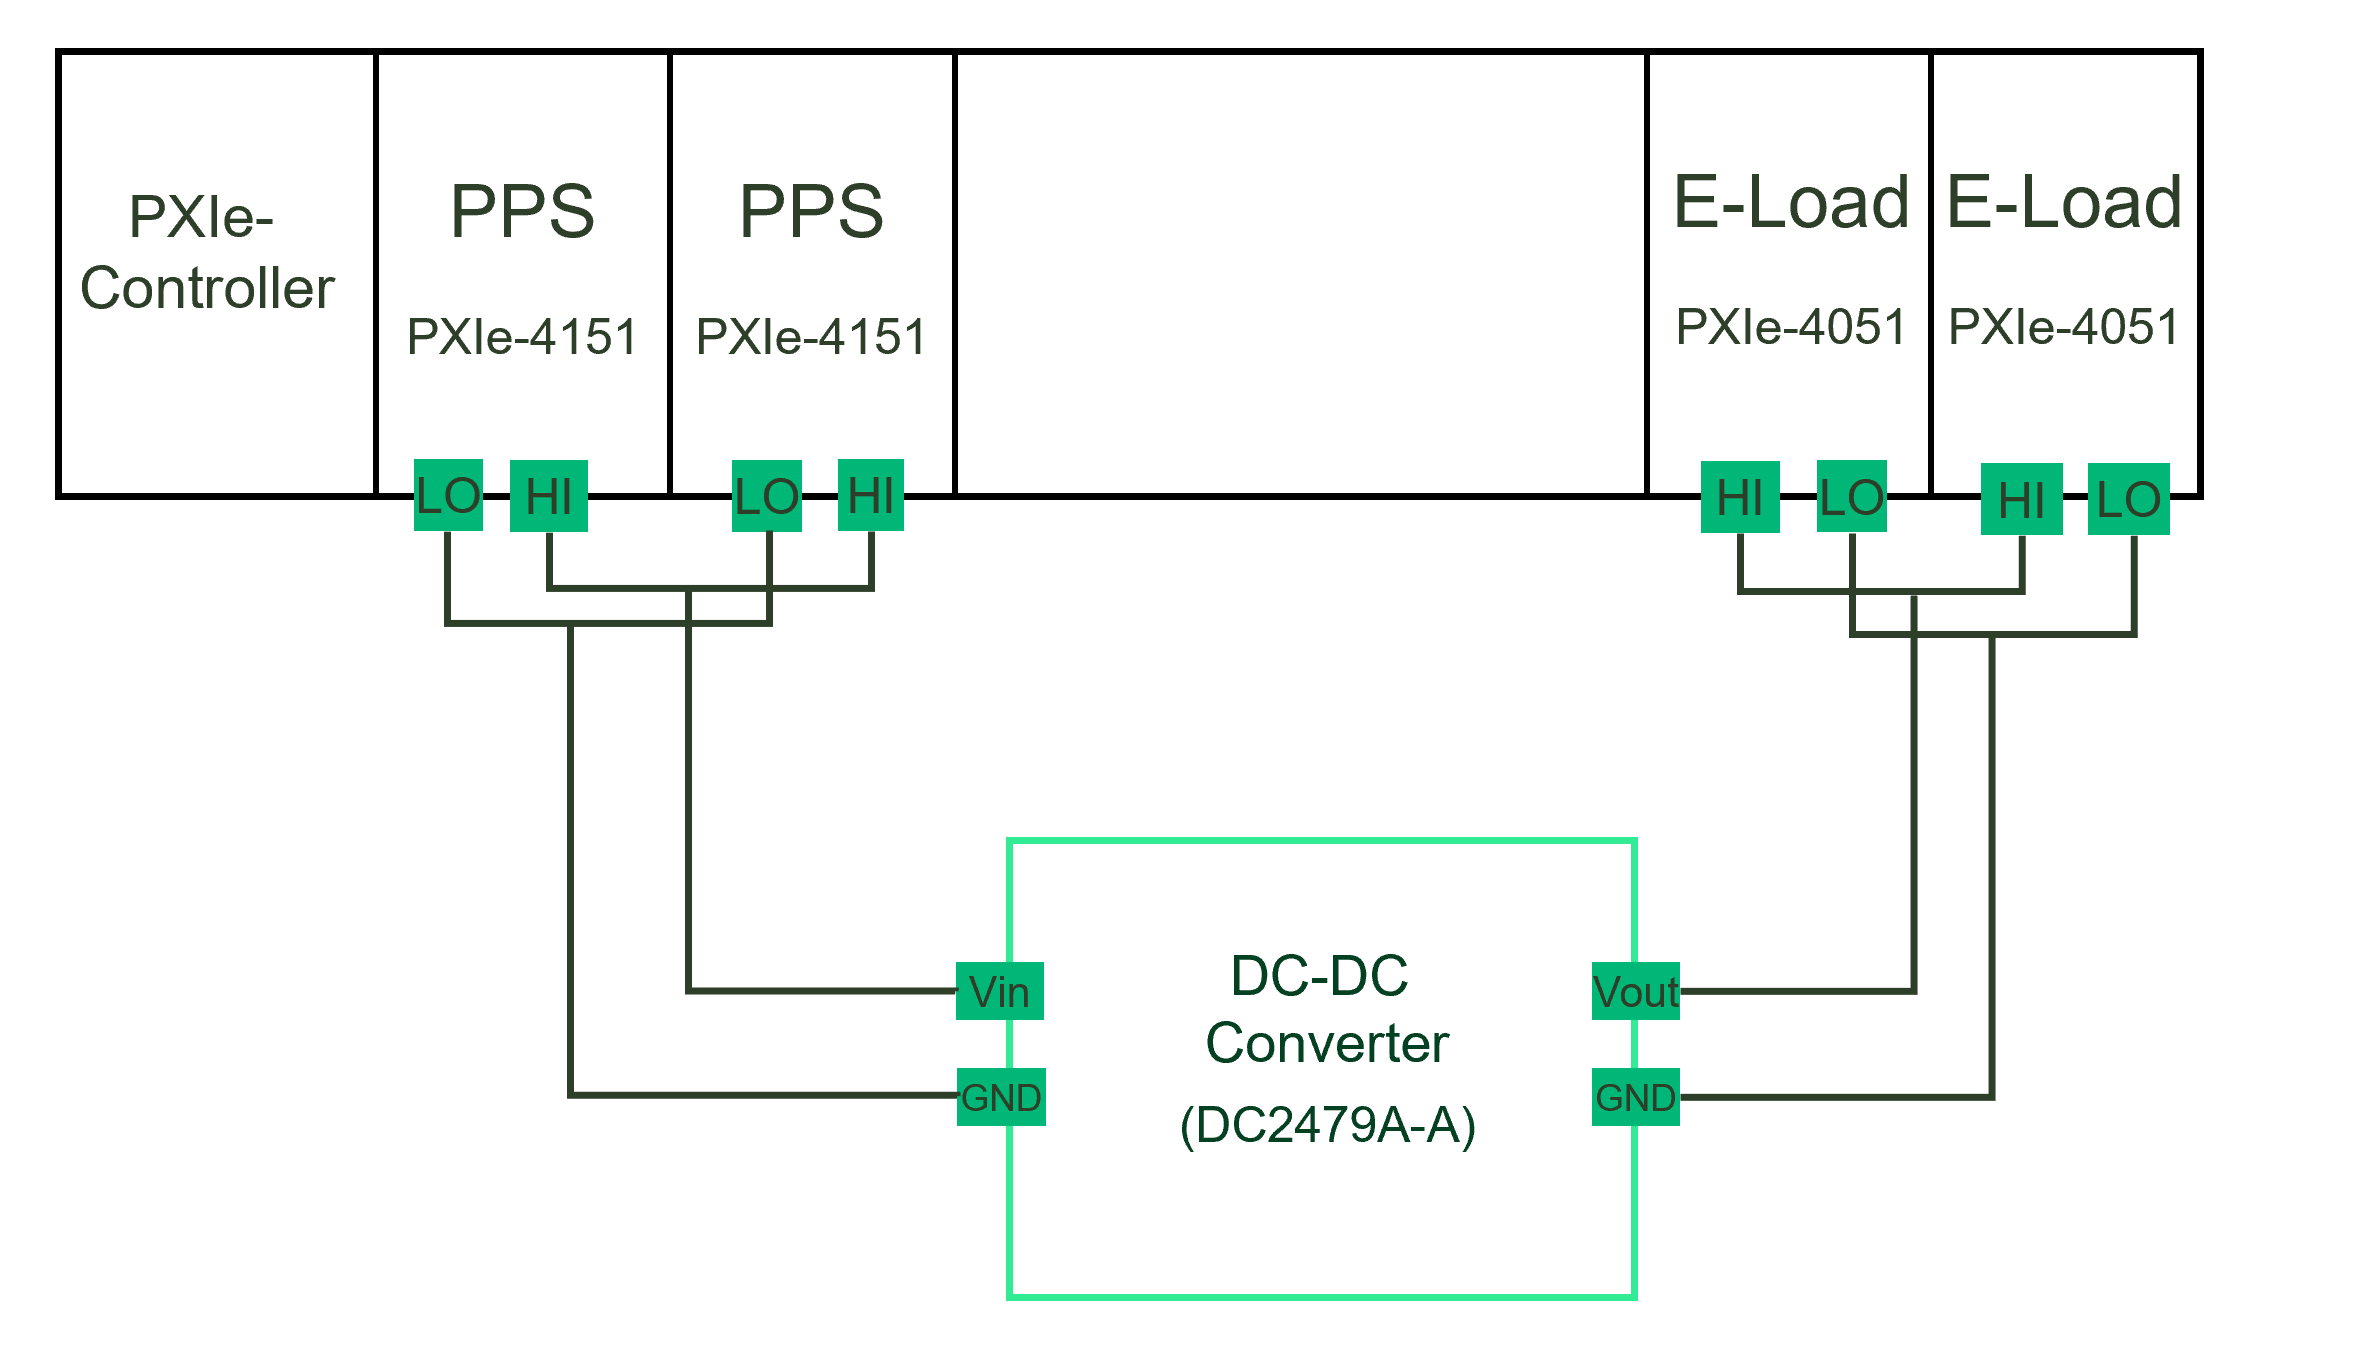 PXIe-
Controller
PPS
PXIe-4151
PPS
PXIe-4151
E-Load
PXIe-4051
E-Load
PXIe-4051
LO
HI
LO
HI
HI
LO
HI
LO
Vin
GND
DC-DC
Converter
(DC2479A-A)
Vout
GND